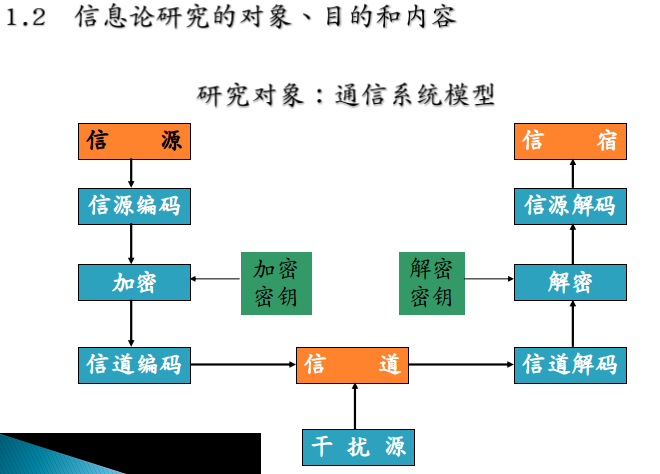 1.2 信息论研究的对象、目的和内容
研究对象：通信系统模型
信 源
信 宿
信源编码
信源解码
加密
加密
密钥
解密
密钥
解密
信道编码
信 道
信道解码
干 扰 源